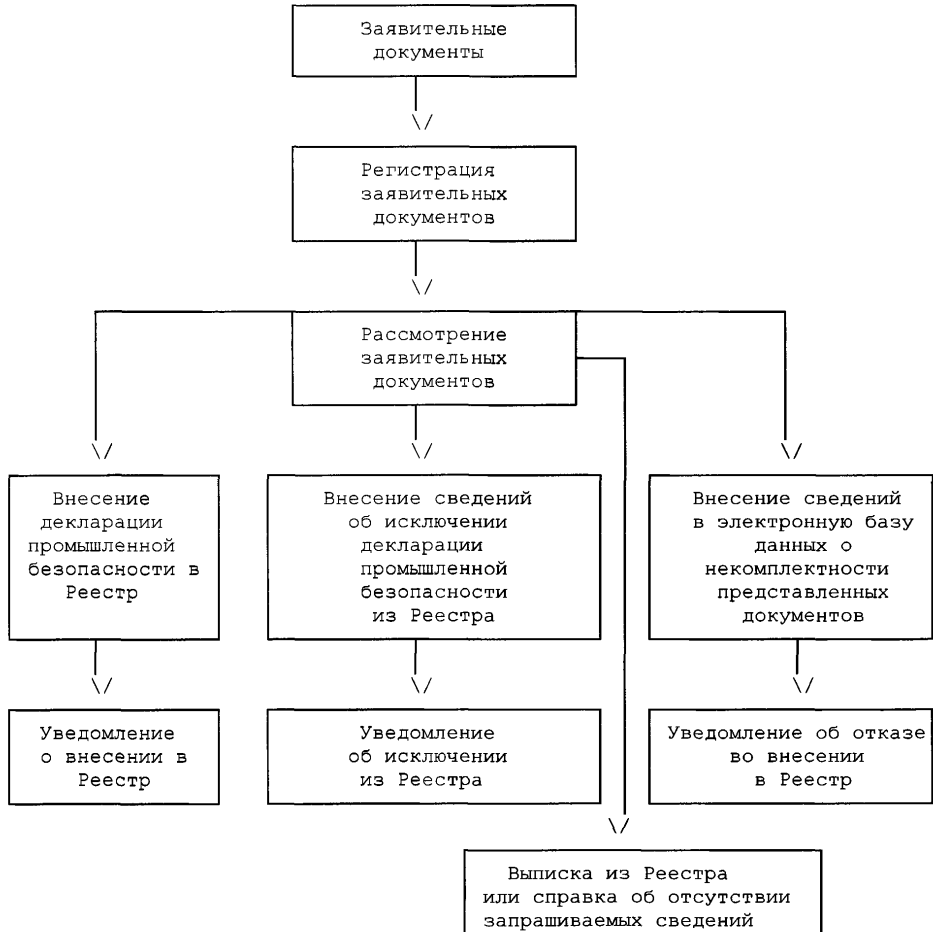 Заявительные
документы
Регистрация
заявительных
документов
Рассмотрение
заявительных
документов
Внесение
декларации
промышленной
безопасности в
Реестр
Внесение сведений
об исключении
декларации
промышленной
безопасности
из Реестра
Внесение сведений
в электронную базу
данных о
некомплектности
представленных
документов
Уведомление
о внесении в
Реестр
Уведомление
об исключении
из Реестра
Уведомление об отказе
во внесении
в Реестр
Выписка из Реестра
или справка об отсутствии
запрашиваемых сведений